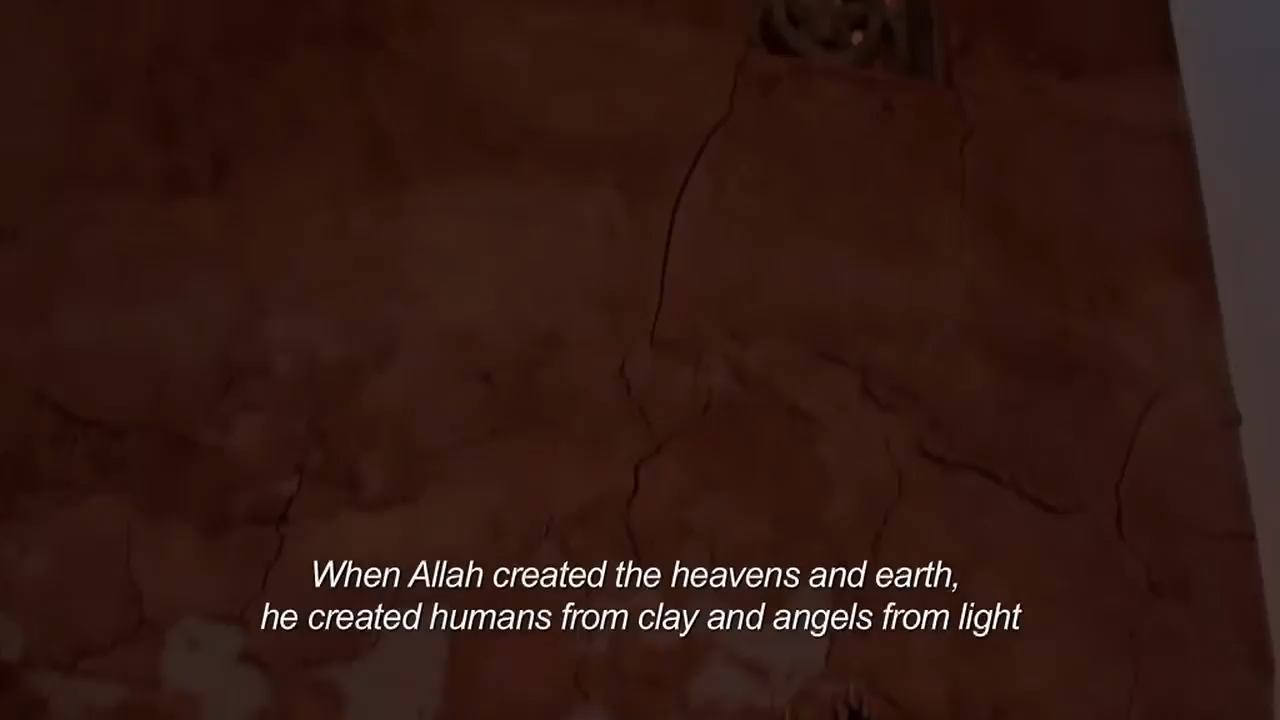 When Allah created the heavens and earth,
he created humans from clay and angels from light